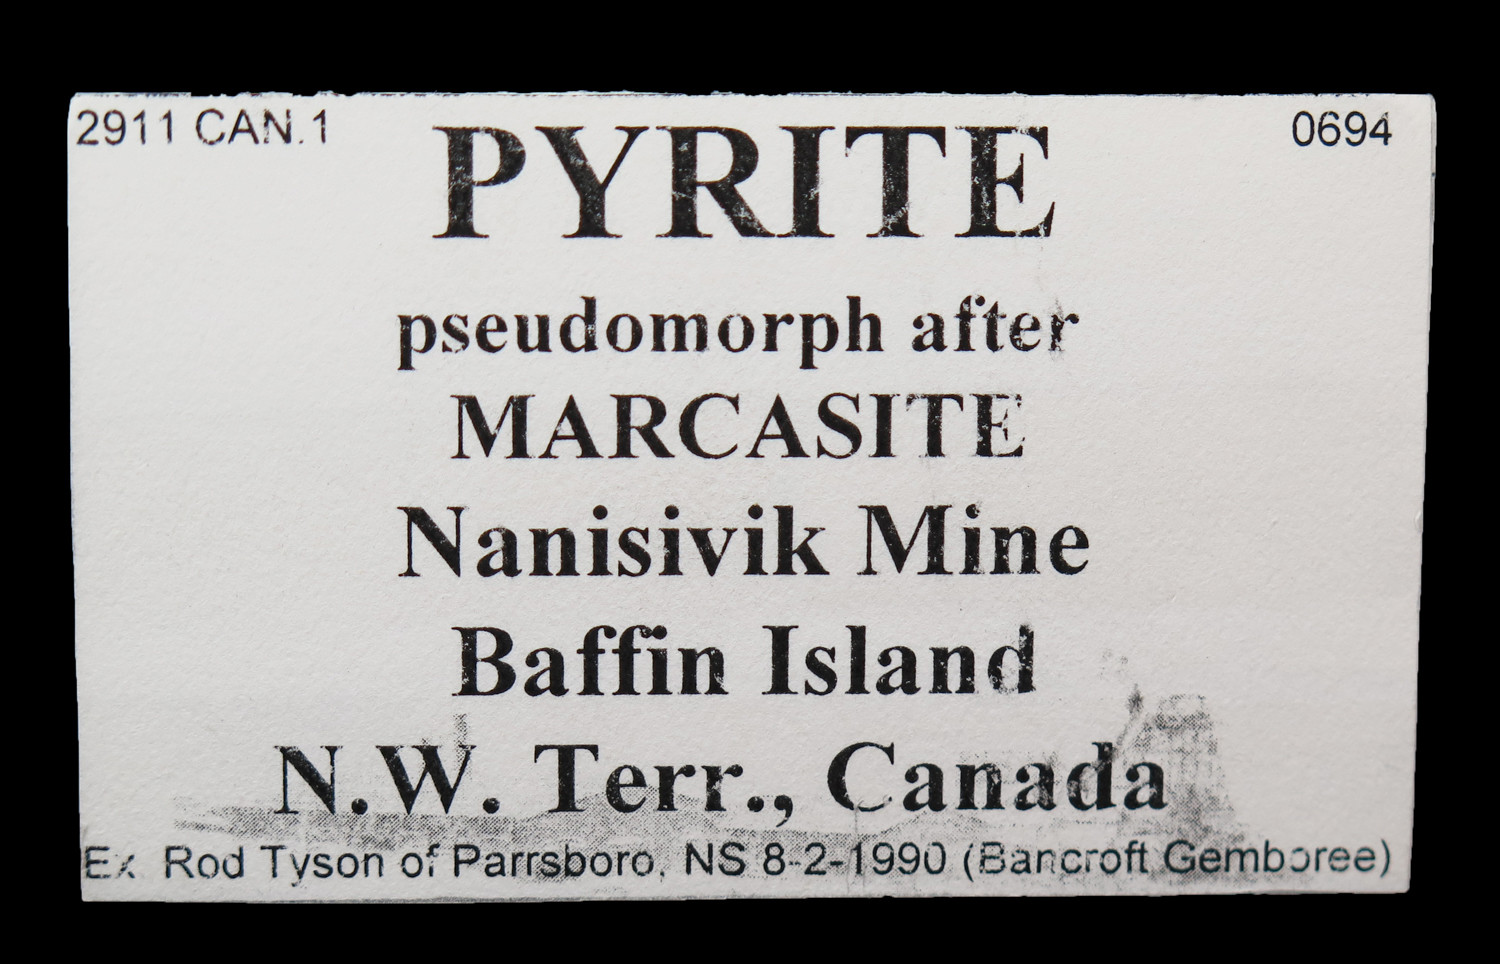 2911 CAN.1
0694
PYRITE
pseudomorph after
MARCASITE
Nanisivik Mine
Baffin Island
N.W. Terr., Canada
Ex Rod Tyson of Parrsboro, NS 8-2-1990 (Bancroft Gemboree)